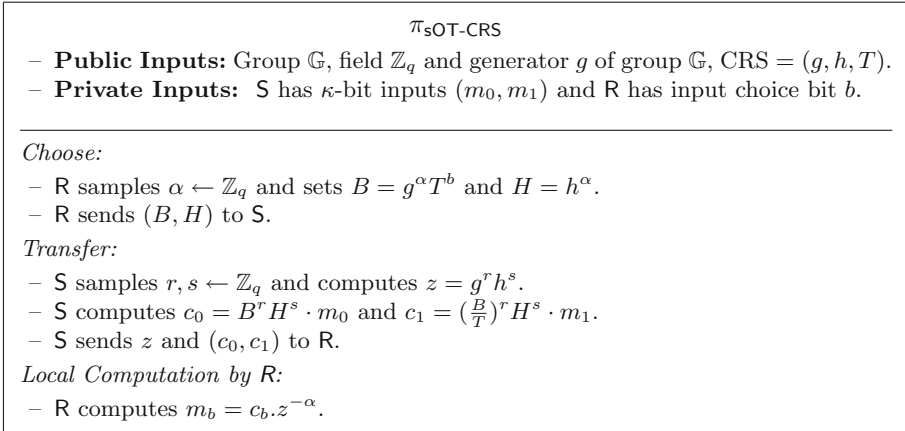 π_sOT-CRS
– Public Inputs: Group 𝔾, field ℤ_q and generator g of group 𝔾, CRS = (g, h, T).
– Private Inputs: S has κ-bit inputs (m_0, m_1) and R has input choice bit b.
Choose:
– R samples α ← ℤ_q and sets B = g^α T^b and H = h^α.
– R sends (B, H) to S.
Transfer:
– S samples r, s ← ℤ_q and computes z = g^r h^s.
– S computes c_0 = B^r H^s · m_0 and c_1 = (B/T)^r H^s · m_1.
– S sends z and (c_0, c_1) to R.
Local Computation by R:
– R computes m_b = c_b.z^{−α}.